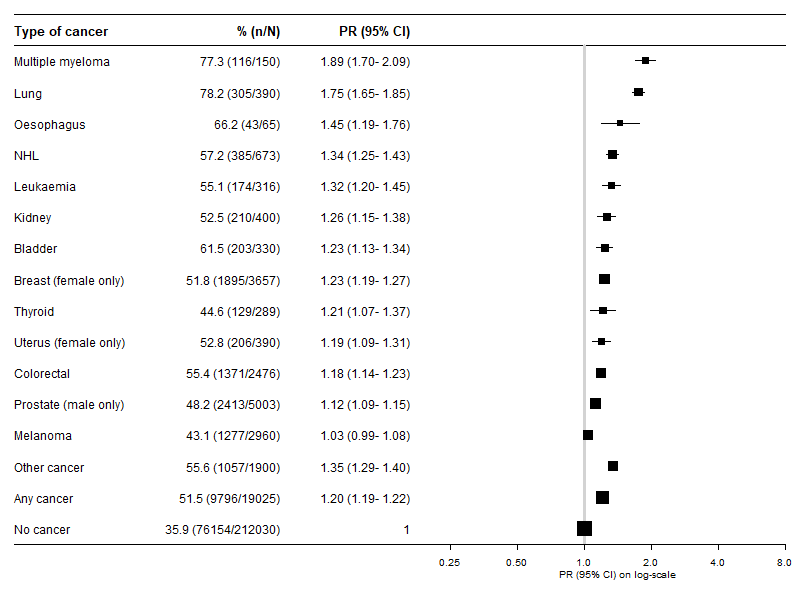 Type of cancer % (n/N) PR (95% CI)
Multiple myeloma 77.3 (116/150) 1.89 (1.70- 2.09)
Lung 78.2 (305/390) 1.75 (1.65- 1.85)
Oesophagus 66.2 (43/65) 1.45 (1.19- 1.76)
NHL 57.2 (385/673) 1.34 (1.25- 1.43)
Leukaemia 55.1 (174/316) 1.32 (1.20- 1.45)
Kidney 52.5 (210/400) 1.26 (1.15- 1.38)
Bladder 61.5 (203/330) 1.23 (1.13- 1.34)
Breast (female only) 51.8 (1895/3657) 1.23 (1.19- 1.27)
Thyroid 44.6 (129/289) 1.21 (1.07- 1.37)
Uterus (female only) 52.8 (206/390) 1.19 (1.09- 1.31)
Colorectal 55.4 (1371/2476) 1.18 (1.14- 1.23)
Prostate (male only) 48.2 (2413/5003) 1.12 (1.09- 1.15)
Melanoma 43.1 (1277/2960) 1.03 (0.99- 1.08)
Other cancer 55.6 (1057/1900) 1.35 (1.29- 1.40)
Any cancer 51.5 (9796/19025) 1.20 (1.19- 1.22)
No cancer 35.9 (76154/212030) 1
0.25 0.50 1.0 2.0 4.0 8.0
PR (95% CI) on log-scale